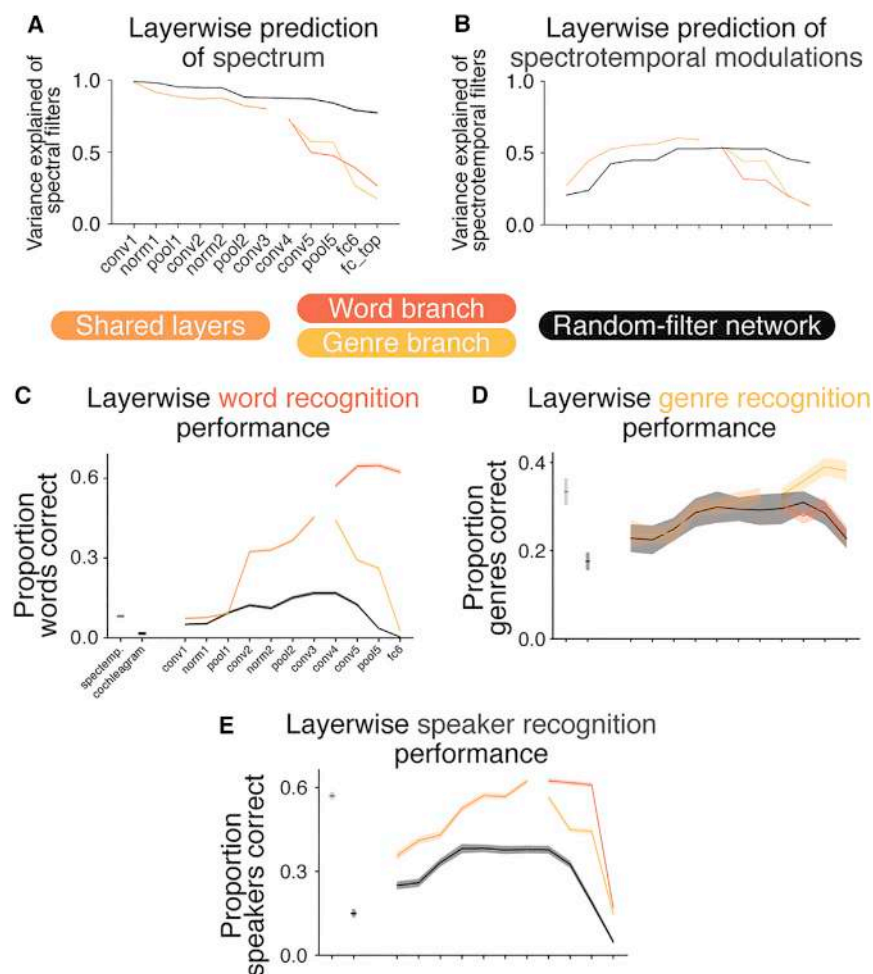 A
Layerwise prediction
of spectrum
Variance explained of
spectral filters
1.0
0.5
0.0
conv1
norm1
pool1
conv2
norm2
pool2
conv3
conv4
conv5
pool5
fc6
fc_top
B
Layerwise prediction of
spectrotemporal modulations
Variance explained of
spectrotemporal filters
1.0
0.5
0.0
Shared layers
Word branch
Genre branch
Random-filter network
C
Layerwise word recognition
performance
Proportion
words correct
0.6
0.3
0.0
spectemp.
cochleagram
conv1
norm1
pool1
conv2
norm2
pool2
conv3
conv4
conv5
pool5
fc6
D
Layerwise genre recognition
performance
Proportion
genres correct
0.4
0.2
0.0
E
Layerwise speaker recognition
performance
Proportion
speakers correct
0.6
0.3
0.0